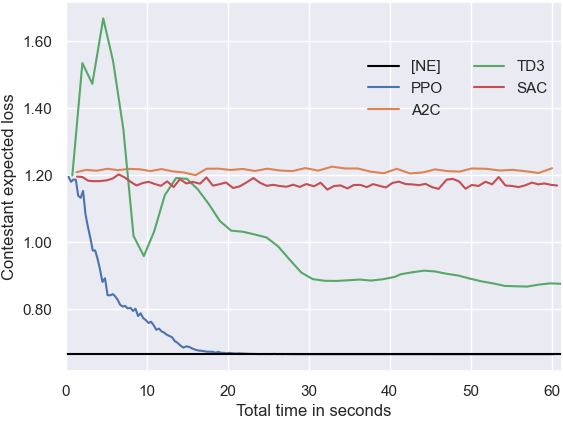 Contestant expected loss
1.60
1.40
1.20
1.00
0.80
[NE]
PPO
A2C
TD3
SAC
0 10 20 30 40 50 60
Total time in seconds